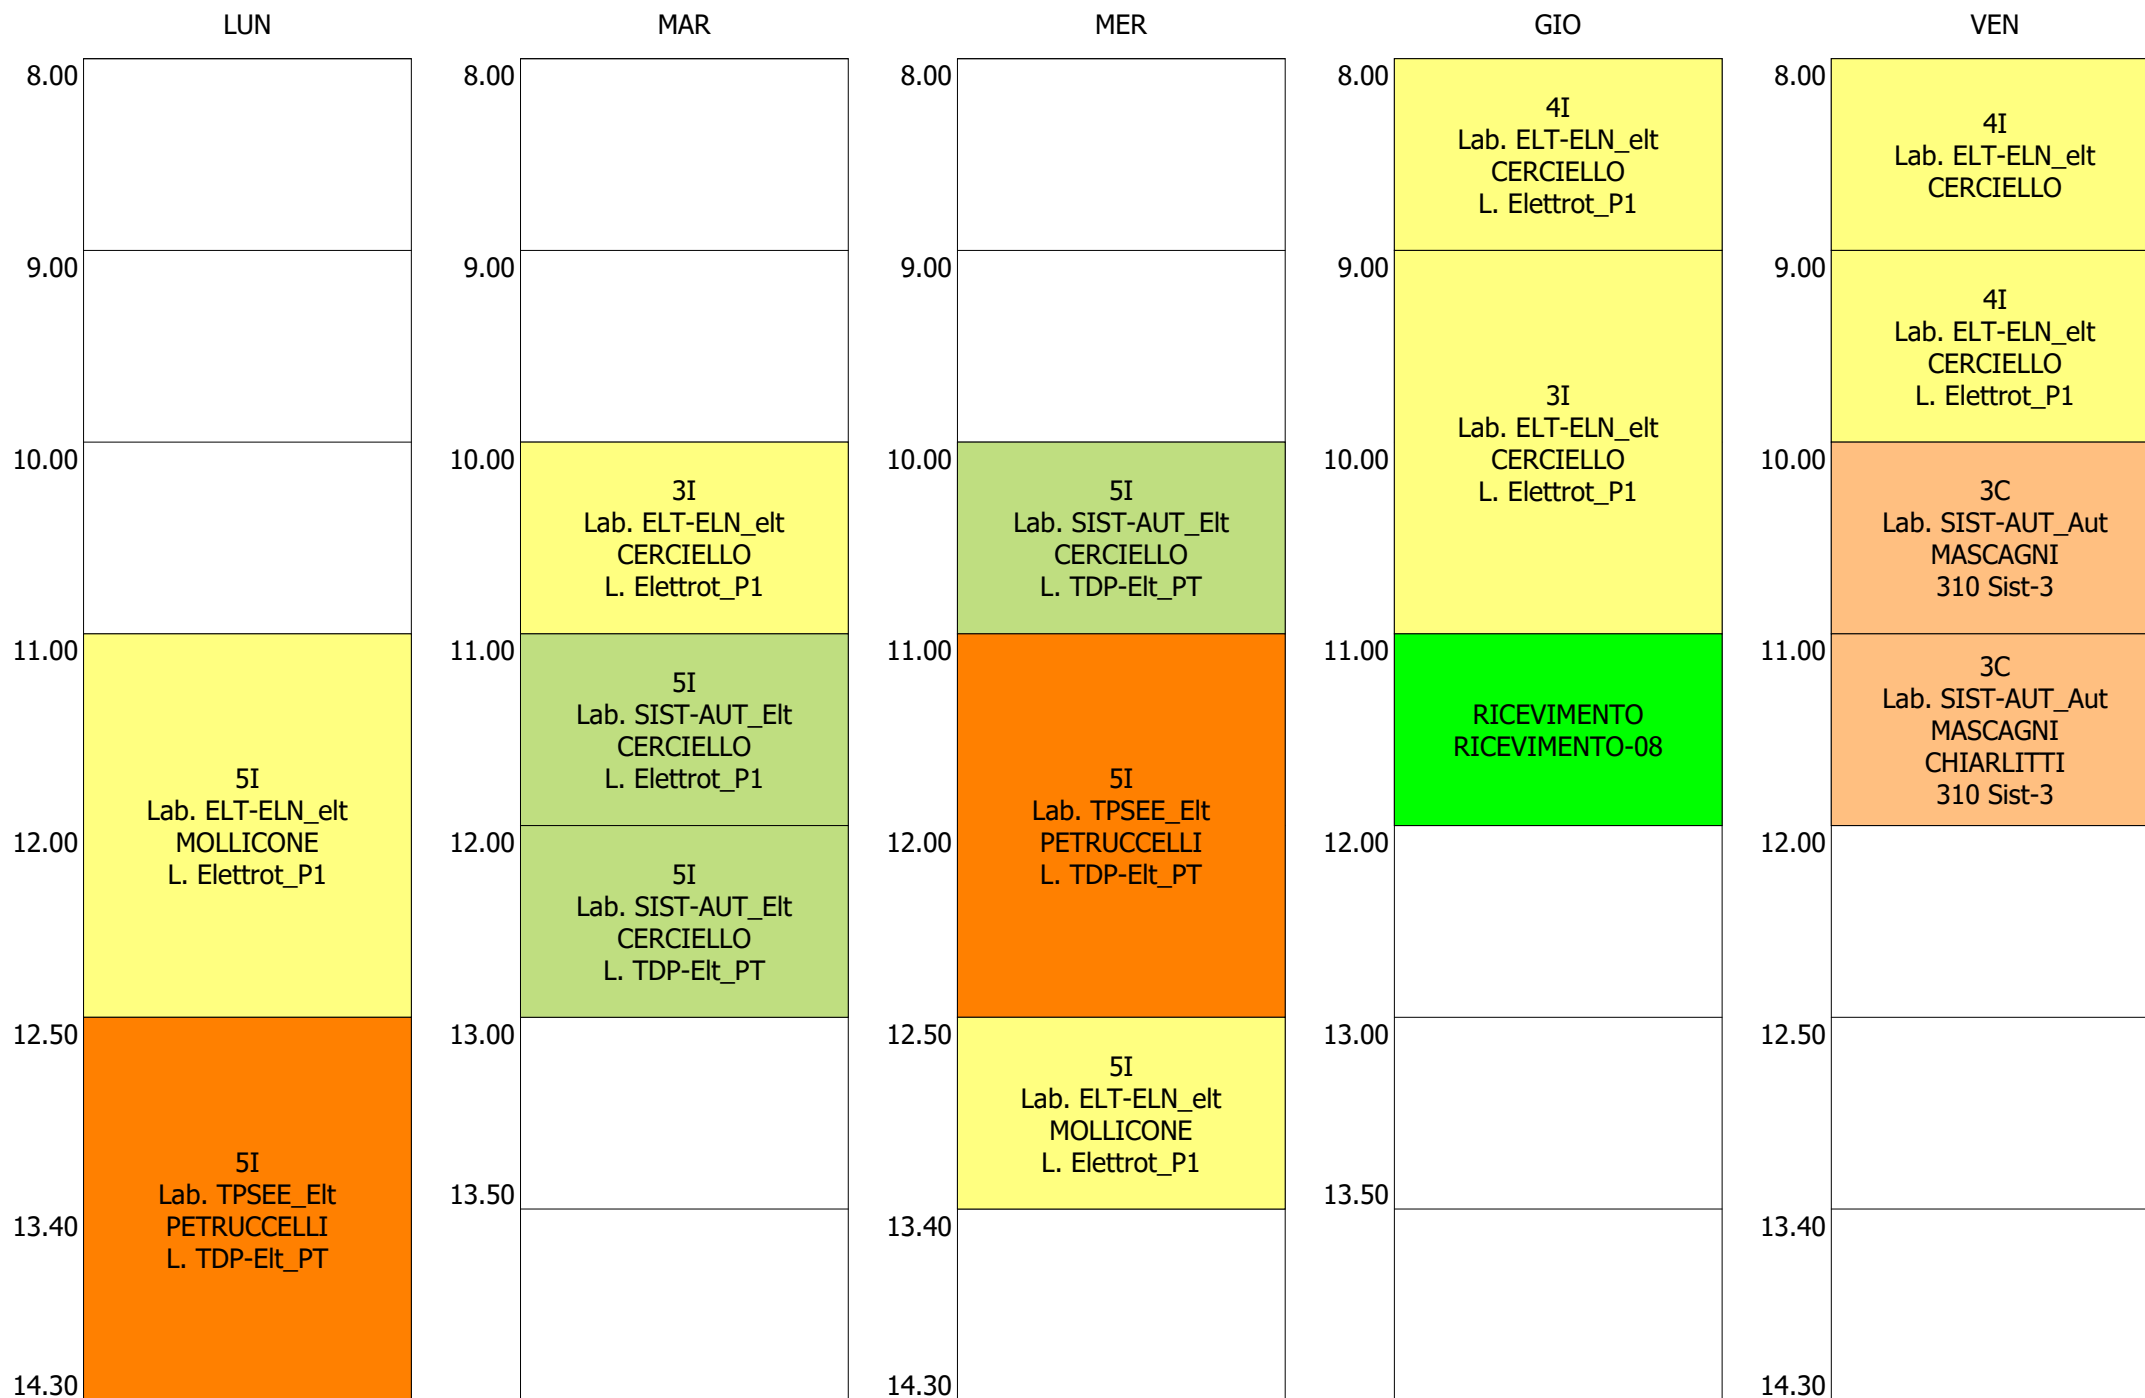 LUN
8.00
9.00
10.00
11.00
5I
Lab. ELT-ELN_elt
MOLLICONE
L. Elettrot_P1
12.00
12.50
5I
Lab. TPSEE_Elt
PETRUCCELLI
L. TDP-Elt_PT
13.40
14.30
MAR
8.00
9.00
10.00
3I
Lab. ELT-ELN_elt
CERCIELLO
L. Elettrot_P1
11.00
5I
Lab. SIST-AUT_Elt
CERCIELLO
L. Elettrot_P1
12.00
5I
Lab. SIST-AUT_Elt
CERCIELLO
L. TDP-Elt_PT
13.00
13.50
MER
8.00
9.00
10.00
5I
Lab. SIST-AUT_Elt
CERCIELLO
L. TDP-Elt_PT
11.00
5I
Lab. TPSEE_Elt
PETRUCCELLI
L. TDP-Elt_PT
12.00
12.50
5I
Lab. ELT-ELN_elt
MOLLICONE
L. Elettrot_P1
13.40
14.30
GIO
8.00
4I
Lab. ELT-ELN_elt
CERCIELLO
L. Elettrot_P1
9.00
3I
Lab. ELT-ELN_elt
CERCIELLO
L. Elettrot_P1
10.00
11.00
RICEVIMENTO
RICEVIMENTO-08
12.00
13.00
13.50
VEN
8.00
4I
Lab. ELT-ELN_elt
CERCIELLO
9.00
4I
Lab. ELT-ELN_elt
CERCIELLO
L. Elettrot_P1
10.00
3C
Lab. SIST-AUT_Aut
MASCAGNI
310 Sist-3
11.00
3C
Lab. SIST-AUT_Aut
MASCAGNI
CHIARLITTI
310 Sist-3
12.00
12.50
13.40
14.30